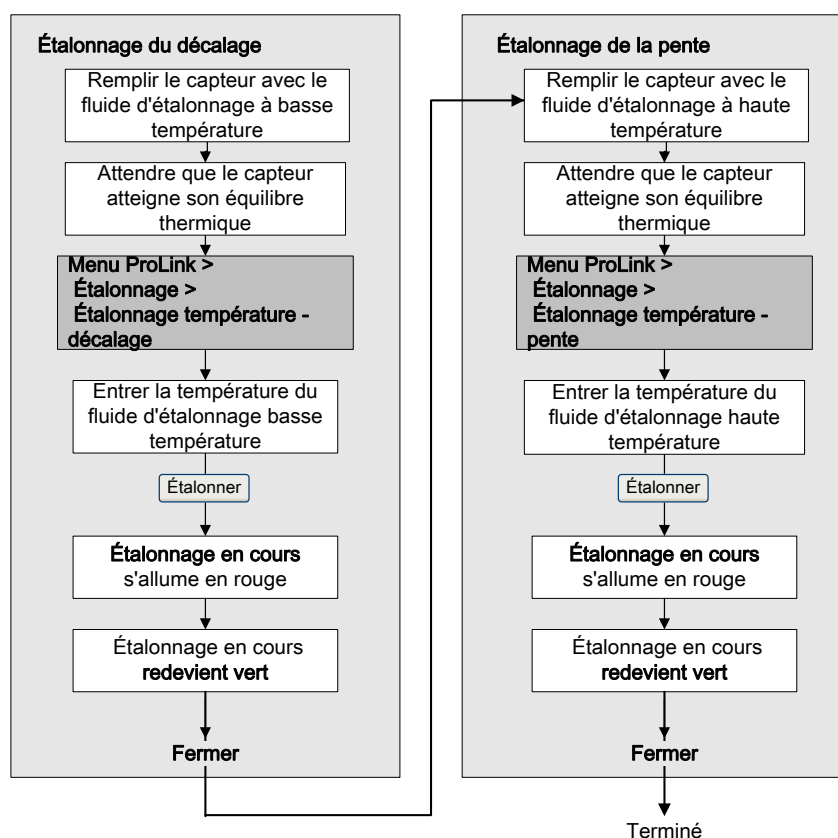 Étalonnage du décalage
Remplir le capteur avec le
fluide d'étalonnage à basse
température
Attendre que le capteur
atteigne son équilibre
thermique
Menu ProLink >
Étalonnage >
Étalonnage température -
décalage
Entrer la température du
fluide d'étalonnage basse
température
Étalonner
Étalonnage en cours
s'allume en rouge
Étalonnage en cours
redevient vert
Fermer
Étalonnage de la pente
Remplir le capteur avec le
fluide d'étalonnage à haute
température
Attendre que le capteur
atteigne son équilibre
thermique
Menu ProLink >
Étalonnage >
Étalonnage température -
pente
Entrer la température du
fluide d'étalonnage haute
température
Étalonner
Étalonnage en cours
s'allume en rouge
Étalonnage en cours
redevient vert
Fermer
Terminé